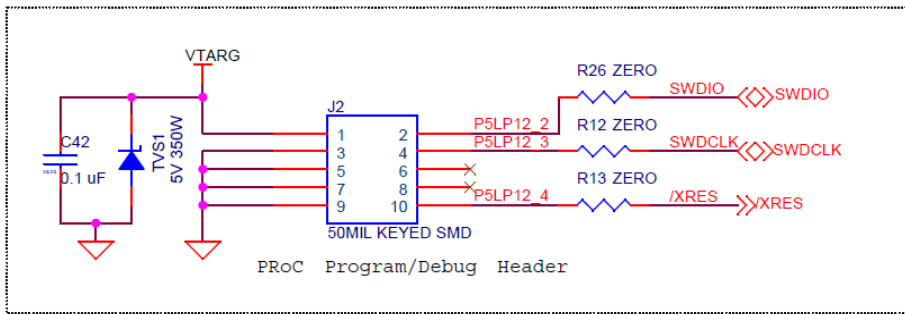 VTARG
R26 ZERO
SWDIO
SWDIO
J2
C42
0.1 uF
TVS1
5V 350W
1
2
P5LP12_2
R12 ZERO
3
4
P5LP12_3
SWDCLK
SWDCLK
5
6
7
8
R13 ZERO
9
10
P5LP12_4
/XRES
/XRES
50MIL KEYED SMD
PRoC Program/Debug Header